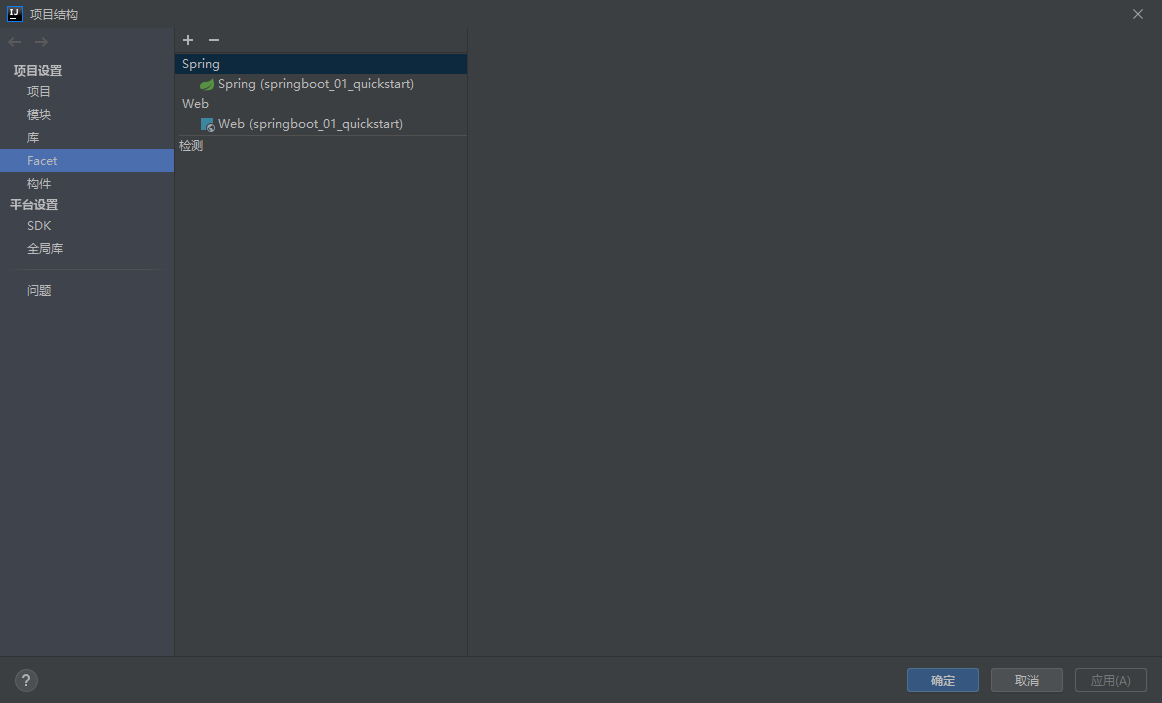 项目结构
项目设置
项目
模块
库
Facet
构件
平台设置
SDK
全局库
问题
Spring
Spring (springboot_01_quickstart)
Web
Web (springboot_01_quickstart)
检测
?
确定
取消
应用(A)